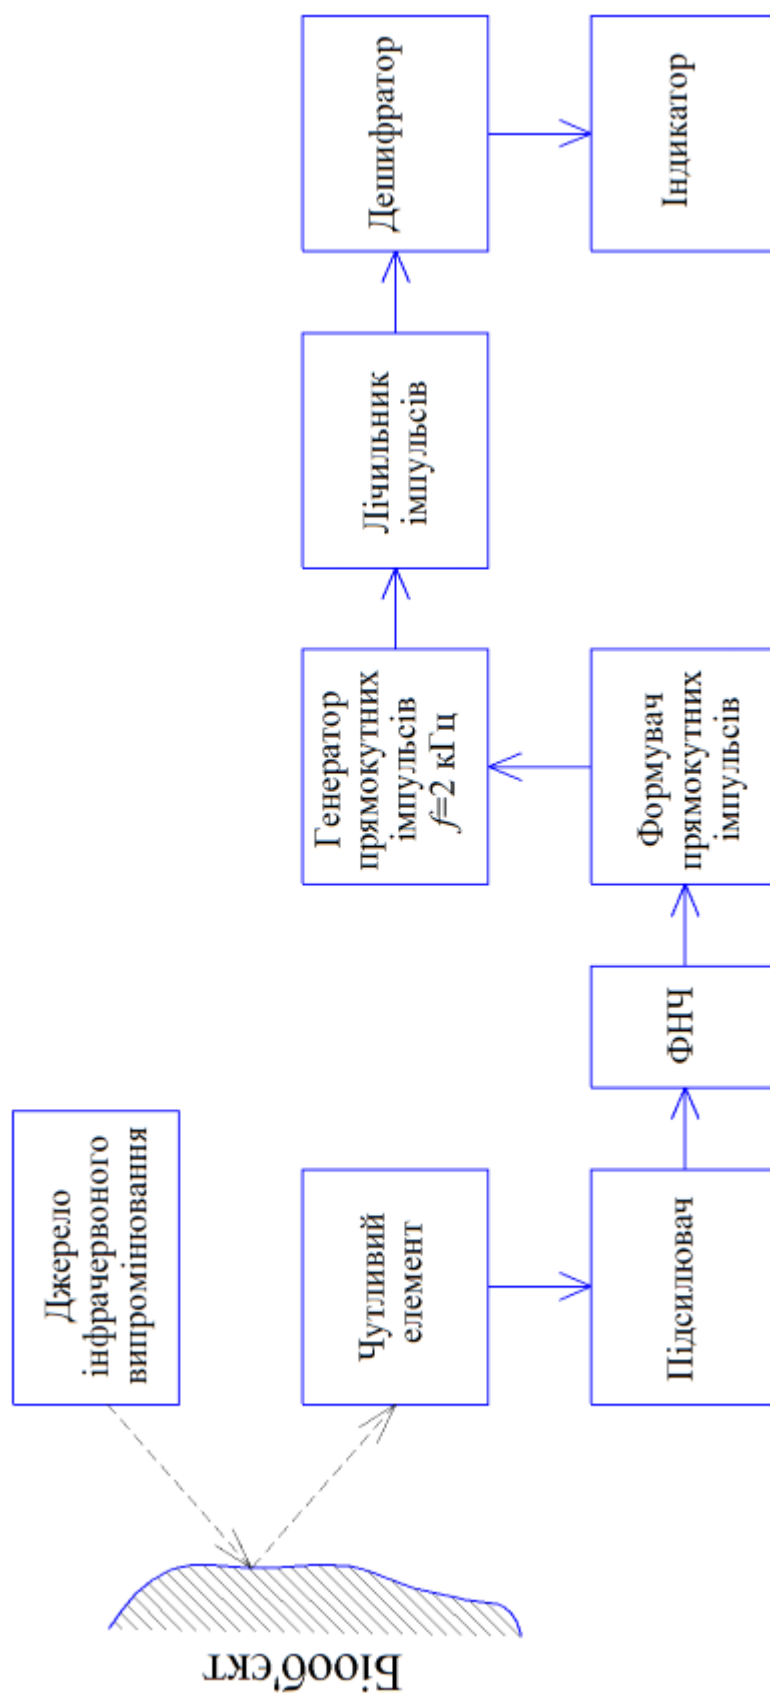 Біооб'єкт
Джерело
інфрачервоного
випромінювання
Чутливий
елемент
Підсилювач
ФНЧ
Формувач
прямокутних
імпульсів
Генератор
прямокутних
імпульсів
f=2 кГц
Лічильник
імпульсів
Дешифратор
Індикатор